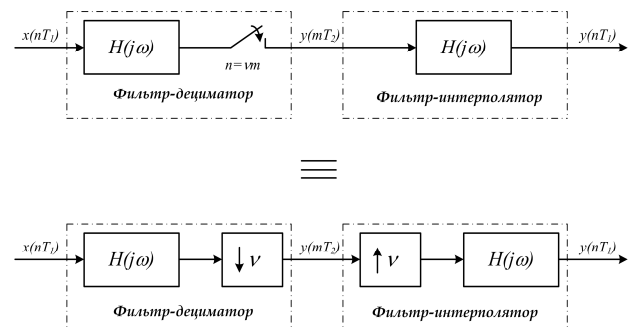 x(nT₁) H(jω) n=νm y(mT₂) H(jω) y(nT₁)
Фильтр-дециматор Фильтр-интерполятор
x(nT₁) H(jω) ↓ν y(mT₂) ↑ν H(jω) y(nT₁)
Фильтр-дециматор Фильтр-интерполятор